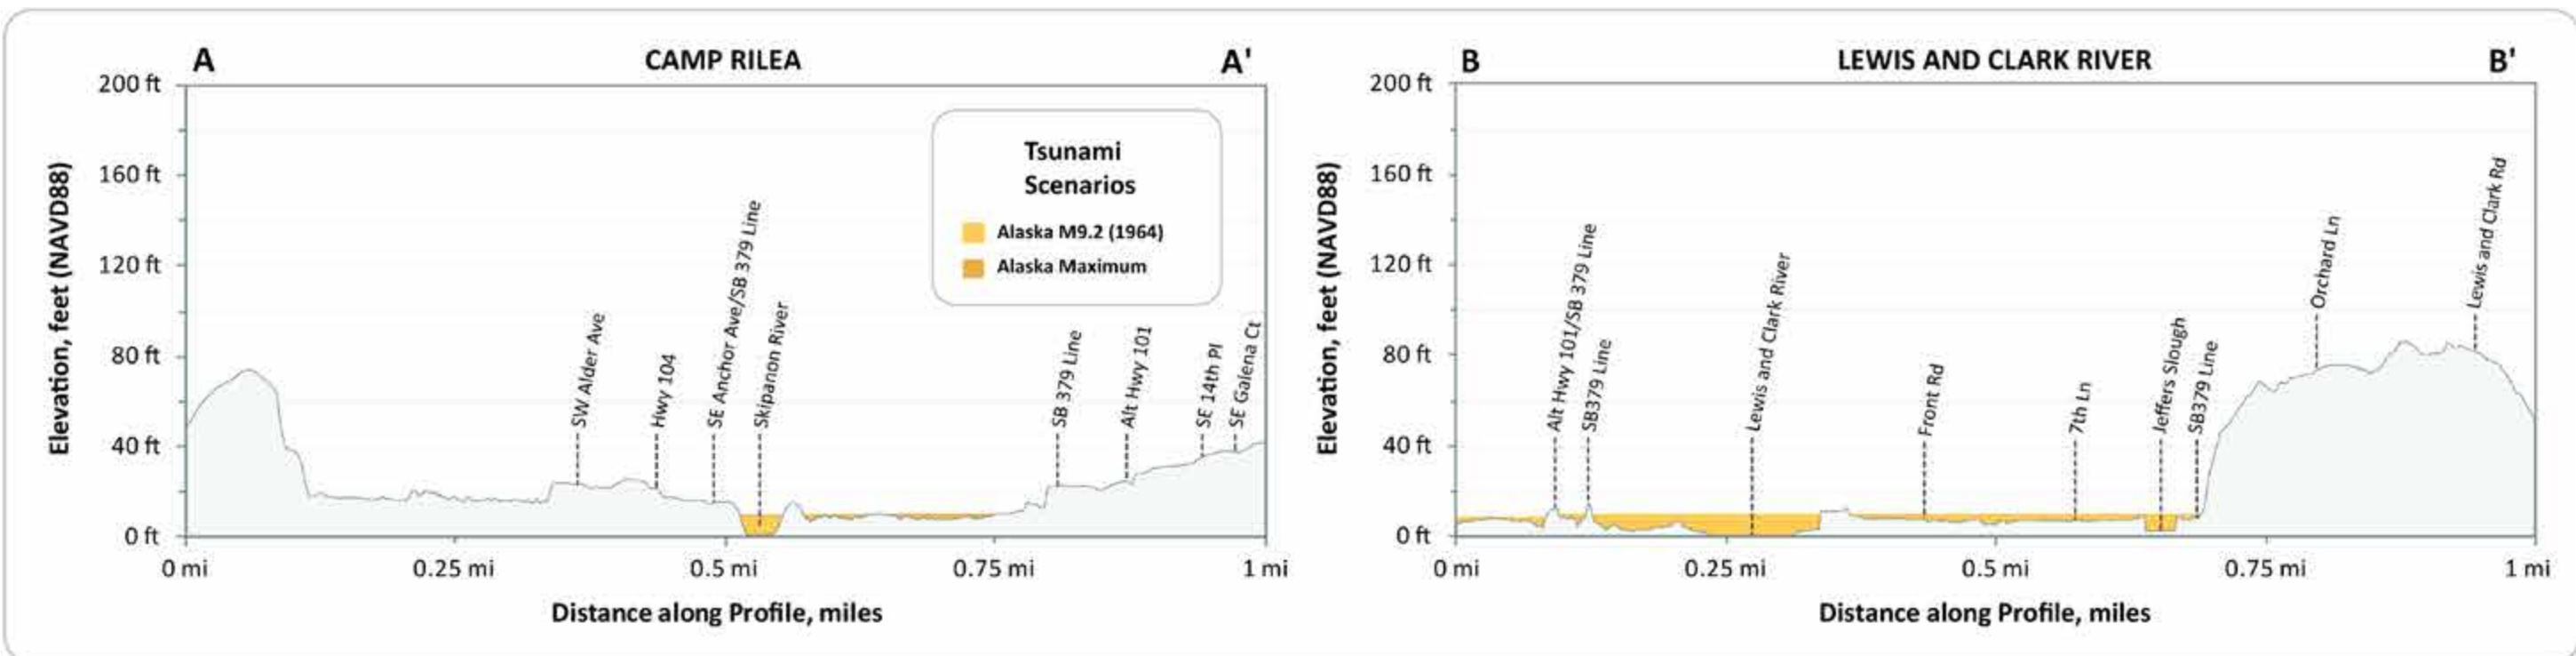 A
CAMP RILEA
A'
200 ft
160 ft
120 ft
80 ft
40 ft
0 ft
Elevation, feet (NAVD88)
Tsunami
Scenarios
Alaska M9.2 (1964)
Alaska Maximum
SW Alder Ave
Hwy 104
SE Anchor Ave/SB 379 Line
Skipanon River
SB 379 Line
Alt Hwy 101
SE 14th Pl
SE Galena Ct
0 mi
0.25 mi
0.5 mi
0.75 mi
1 mi
Distance along Profile, miles
B
LEWIS AND CLARK RIVER
B'
200 ft
160 ft
120 ft
80 ft
40 ft
0 ft
Elevation, feet (NAVD88)
Alt Hwy 101/SB 379 Line
SB379 Line
Lewis and Clark River
Front Rd
7th Ln
Jeffers Slough
SB379 Line
Orchard Ln
Lewis and Clark Rd
0 mi
0.25 mi
0.5 mi
0.75 mi
1 mi
Distance along Profile, miles